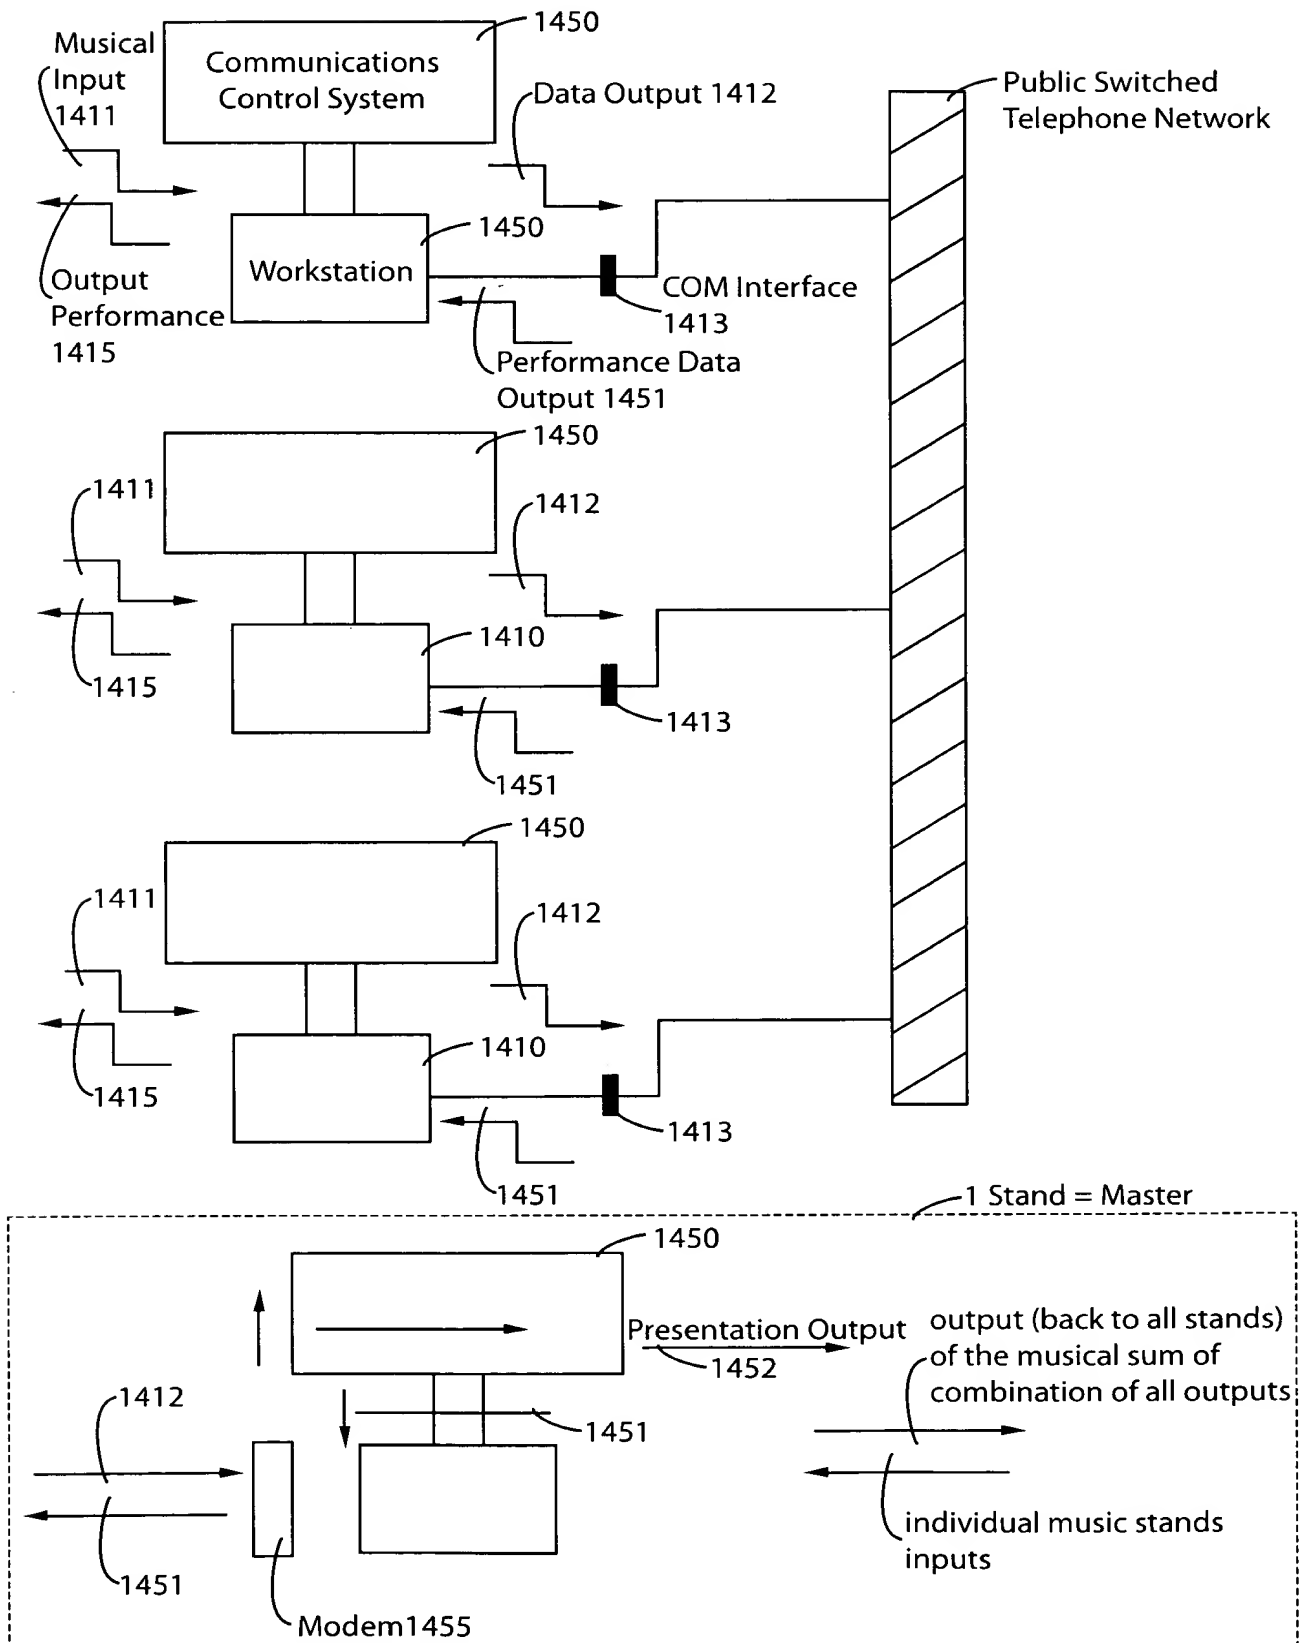 1450
Musical
Input
1411
Communications
Control System
Data Output 1412
Public Switched
Telephone Network
1450
Workstation
Output
Performance
1415
COM Interface
1413
Performance Data
Output 1451
1450
1411
1412
1410
1415
1413
1451
1450
1411
1412
1410
1415
1413
1451
1 Stand = Master
1450
Presentation Output
1452
output (back to all stands)
of the musical sum of
combination of all outputs
1412
1451
individual music stands
inputs
1451
Modem1455